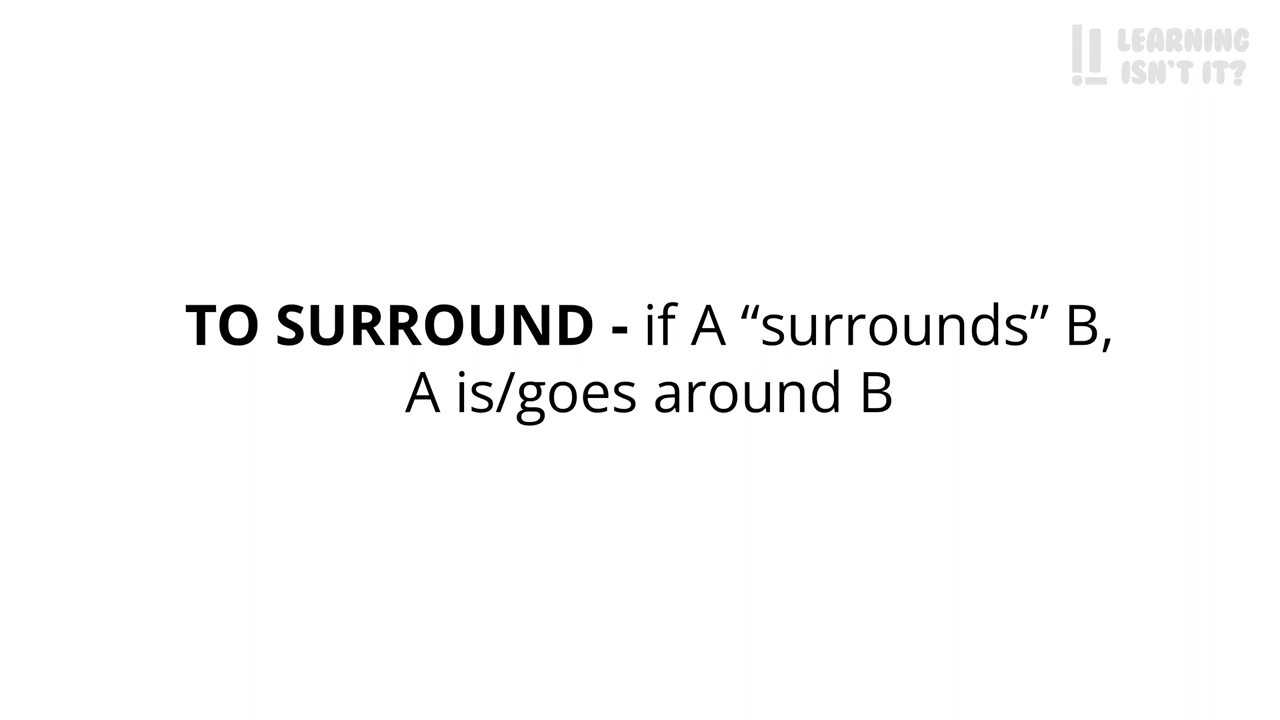 LEARNING
ISN'T IT?
TO SURROUND - if A “surrounds” B,
A is/goes around B